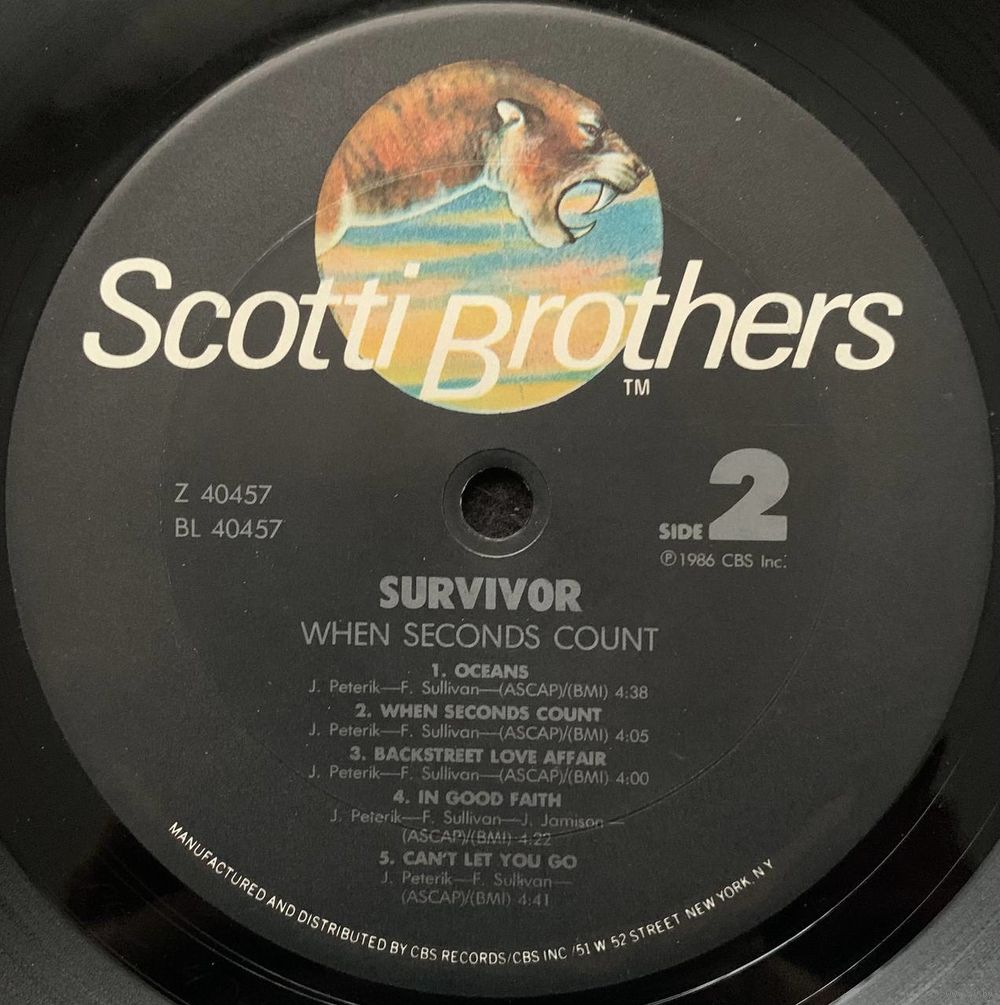 Scotti Brothers
TM
Z 40457
BL 40457
SIDE 2
℗1986 CBS Inc.
SURVIVOR
WHEN SECONDS COUNT
1. OCEANS
J. Peterik—F. Sullivan—(ASCAP)/(BMI) 4:38
2. WHEN SECONDS COUNT
J. Peterik—F. Sullivan—(ASCAP)/(BMI) 4:05
3. BACKSTREET LOVE AFFAIR
J. Peterik—F. Sullivan—(ASCAP)/(BMI) 4:00
4. IN GOOD FAITH
J. Peterik—F. Sullivan—J. Jamison—
(ASCAP)/(BMI) 4:22
5. CAN'T LET YOU GO
J. Peterik—F. Sullivan—
(ASCAP)/(BMI) 4:41
MANUFACTURED AND DISTRIBUTED BY CBS RECORDS/CBS INC /51 W 52 STREET NEW YORK, N Y